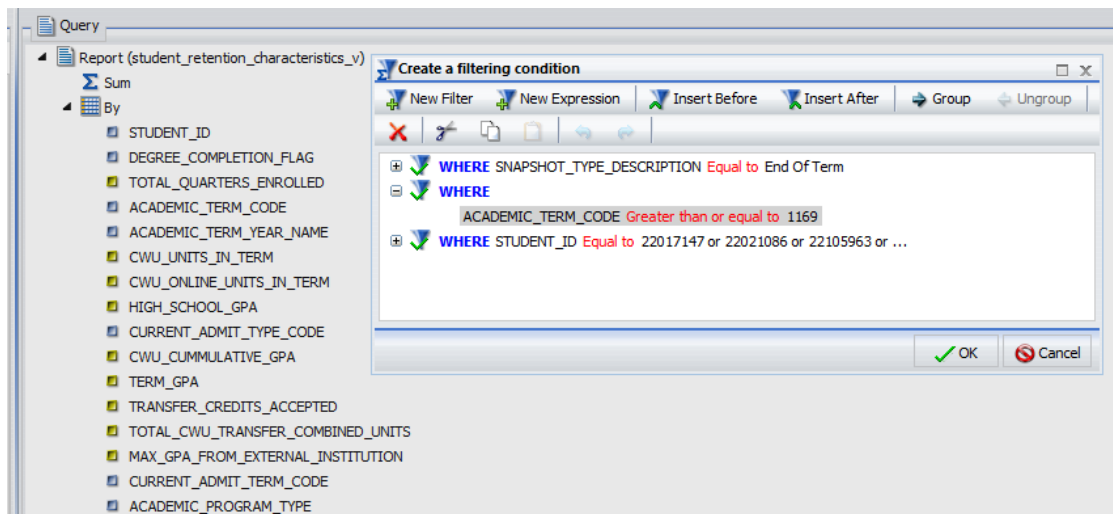 Query
Report (student_retention_characteristics_v)
Sum
By
STUDENT_ID
DEGREE_COMPLETION_FLAG
TOTAL_QUARTERS_ENROLLED
ACADEMIC_TERM_CODE
ACADEMIC_TERM_YEAR_NAME
CWU_UNITS_IN_TERM
CWU_ONLINE_UNITS_IN_TERM
HIGH_SCHOOL_GPA
CURRENT_ADMIT_TYPE_CODE
CWU_CUMMULATIVE_GPA
TERM_GPA
TRANSFER_CREDITS_ACCEPTED
TOTAL_CWU_TRANSFER_COMBINED_UNITS
MAX_GPA_FROM_EXTERNAL_INSTITUTION
CURRENT_ADMIT_TERM_CODE
ACADEMIC_PROGRAM_TYPE
Create a filtering condition
New Filter New Expression Insert Before Insert After Group Ungroup
WHERE SNAPSHOT_TYPE_DESCRIPTION Equal to End Of Term
WHERE
ACADEMIC_TERM_CODE Greater than or equal to 1169
WHERE STUDENT_ID Equal to 22017147 or 22021086 or 22105963 or ...
OK Cancel